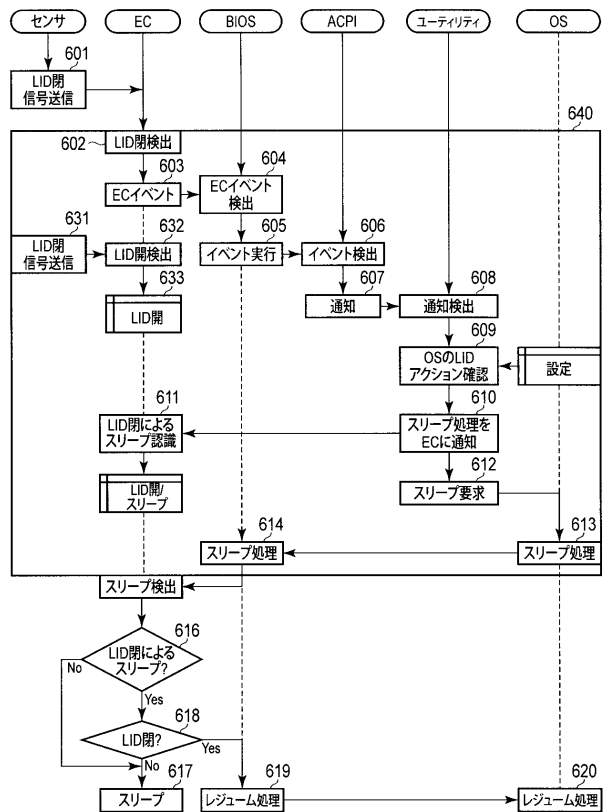 センサ
EC
BIOS
ACPI
ユーティリティ
OS
601
LID閉
信号送信
640
602
LID閉検出
603
ECイベント
604
ECイベント
検出
631
LID閉
信号送信
632
LID開検出
605
イベント実行
606
イベント検出
633
LID開
607
通知
608
通知検出
609
OSのLID
アクション確認
設定
611
LID閉による
スリープ認識
610
スリープ処理を
ECに通知
612
スリープ要求
LID開/
スリープ
614
スリープ処理
613
スリープ処理
スリープ検出
616
LID閉による
スリープ?
No
Yes
618
LID閉?
Yes
No
617
スリープ
619
レジューム処理
620
レジューム処理